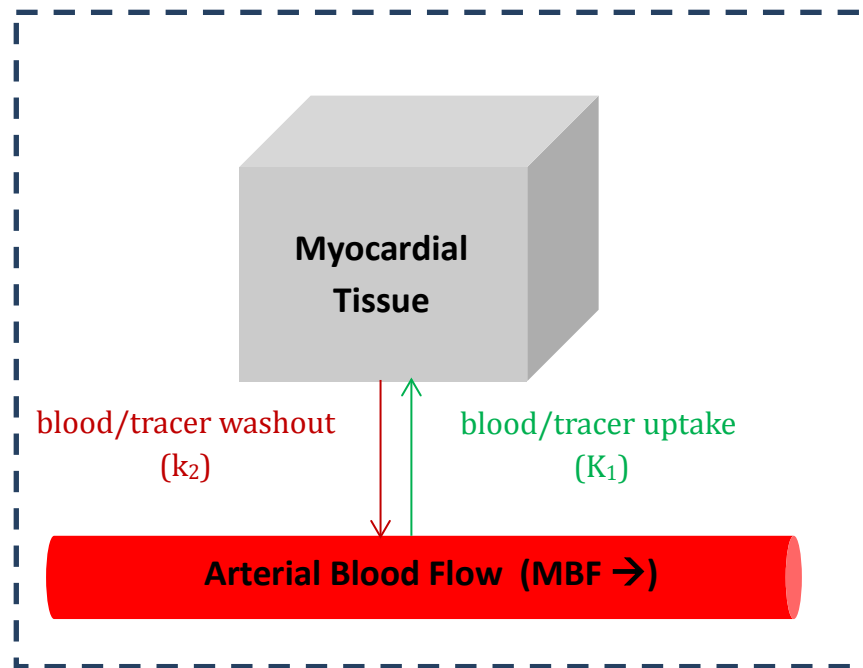 Myocardial
Tissue
blood/tracer washout
(k₂)
blood/tracer uptake
(K₁)
Arterial Blood Flow (MBF →)